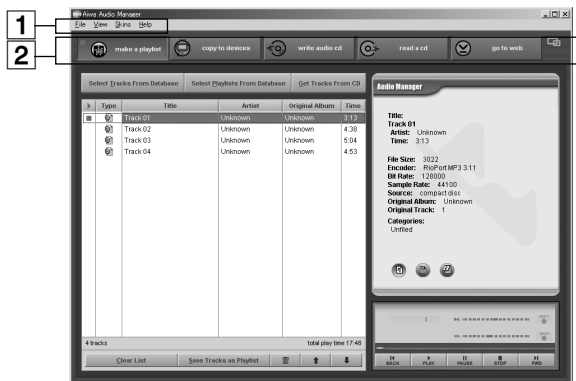 Aiwa Audio Manager
1
File View Skins Help
2
make a playlist copy to devices write audio cd read a cd go to web
Select Tracks From Database Select Playlists From Database Get Tracks From CD
Type Title Artist Original Album Time
Track 01 Unknown Unknown 3:13
Track 02 Unknown Unknown 4:38
Track 03 Unknown Unknown 5:04
Track 04 Unknown Unknown 4:53
4 tracks total play time 17:48
Clear List Save Tracks as Playlist
Audio Manager
Title:
Track 01
Artist: Unknown
Time: 3:13
File Size: 3022
Encoder: RioPort MP3 3.11
Bit Rate: 128000
Sample Rate: 44100
Source: compact disc
Original Album: Unknown
Original Track: 1
Categories:
Unfiled
BAL
VOL
BACK PLAY PAUSE STOP FWD